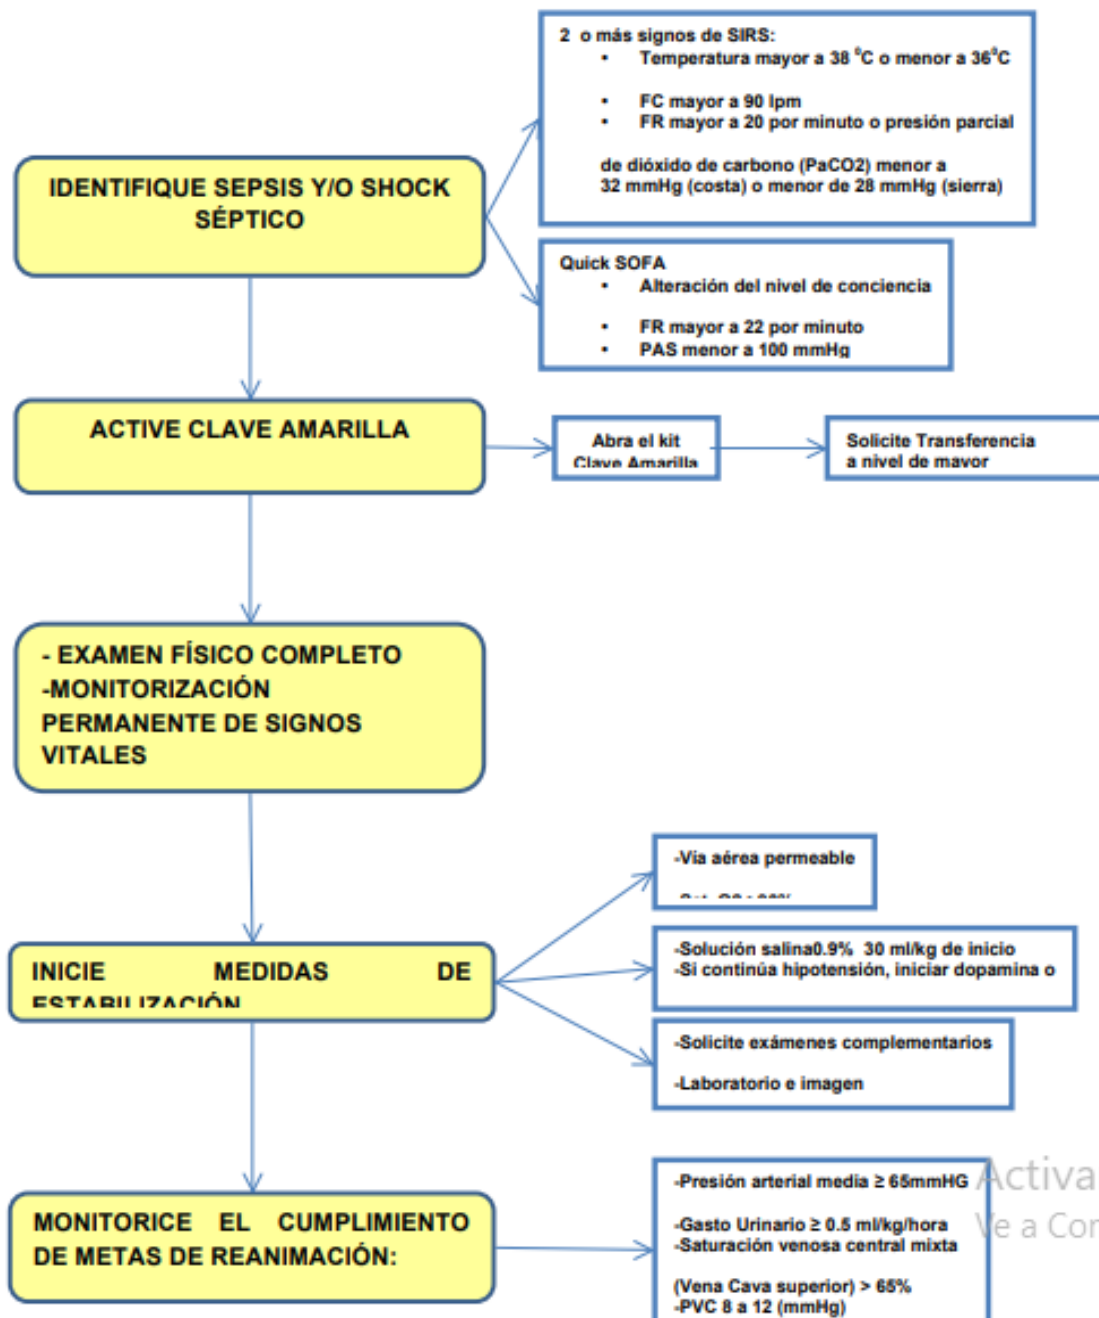 2 o más signos de SIRS:
• Temperatura mayor a 38 ⁰C o menor a 36⁰C
• FC mayor a 90 lpm
• FR mayor a 20 por minuto o presión parcial
de dióxido de carbono (PaCO2) menor a
32 mmHg (costa) o menor de 28 mmHg (sierra)
IDENTIFIQUE SEPSIS Y/O SHOCK
SÉPTICO
Quick SOFA
• Alteración del nivel de conciencia
• FR mayor a 22 por minuto
• PAS menor a 100 mmHg
ACTIVE CLAVE AMARILLA
Abra el kit
Clave Amarilla
Solicite Transferencia
a nivel de mayor
- EXAMEN FÍSICO COMPLETO
-MONITORIZACIÓN
PERMANENTE DE SIGNOS
VITALES
-Vía aérea permeable
INICIE MEDIDAS DE
ESTABILIZACIÓN
-Solución salina0.9% 30 ml/kg de inicio
-Si continúa hipotensión, iniciar dopamina o
-Solicite exámenes complementarios
-Laboratorio e imagen
MONITORICE EL CUMPLIMIENTO
DE METAS DE REANIMACIÓN:
-Presión arterial media ≥ 65mmHG
-Gasto Urinario ≥ 0.5 ml/kg/hora
-Saturación venosa central mixta
(Vena Cava superior) > 65%
-PVC 8 a 12 (mmHg)
Activa
Ve a Con